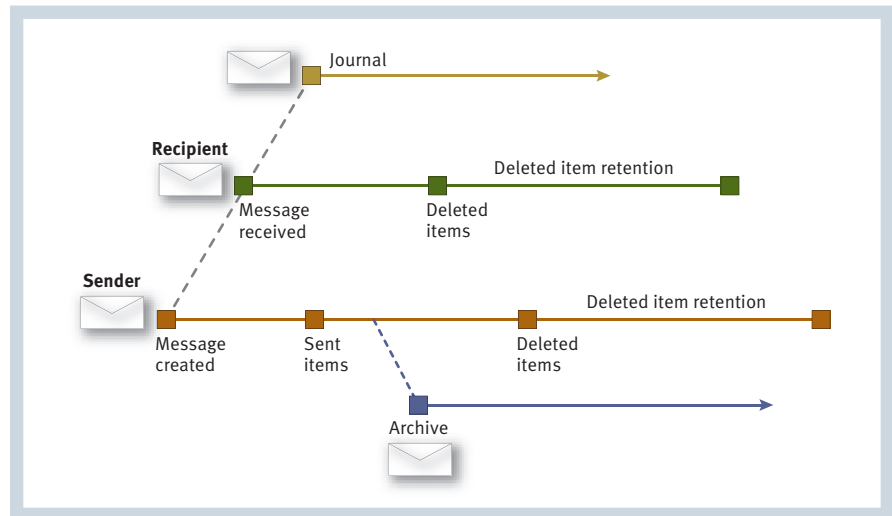 Journal
Recipient
Deleted item retention
Message
received
Deleted
items
Sender
Deleted item retention
Message
created
Sent
items
Deleted
items
Archive